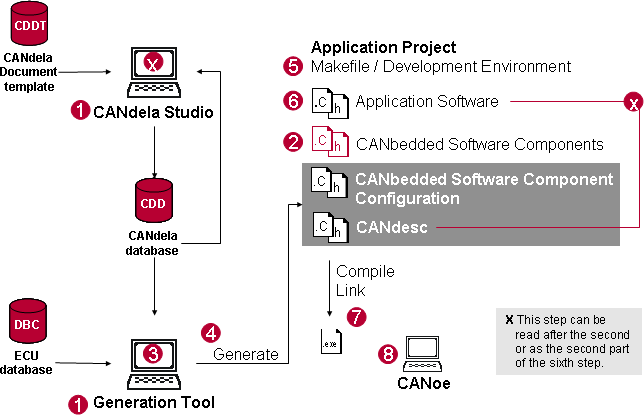 CDDT
CANdela
Document
template
X
1 CANdela Studio
CDD
CANdela
database
DBC
ECU
database
3
1 Generation Tool
4
Generate
Application Project
5 Makefile / Development Environment
6 .C h Application Software
X
2 .C h CANbedded Software Components
.C h CANbedded Software Component
Configuration
.C h CANdesc
Compile
Link
7
.exe
8
CANoe
X This step can be
read after the second
or as the second part
of the sixth step.